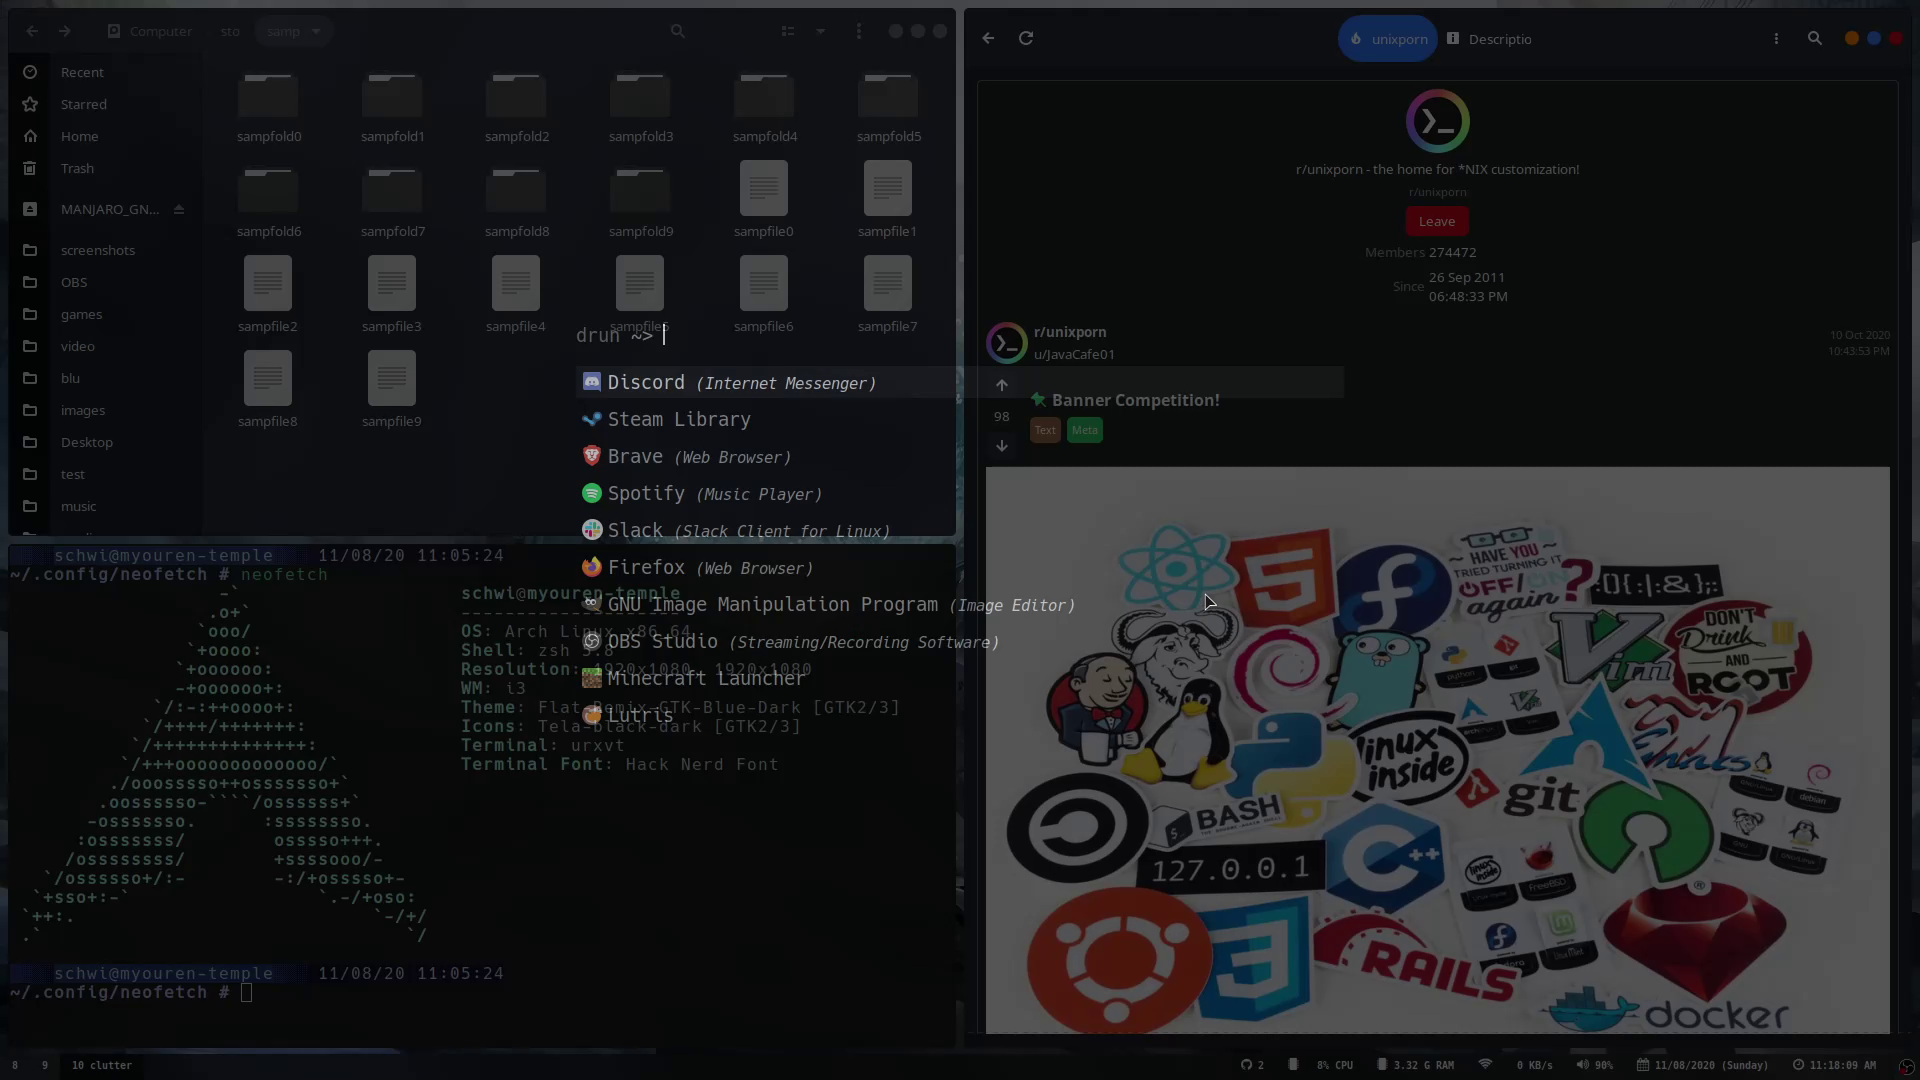 Computer sto samp
Recent
Starred
Home
Trash
MANJARO_GN...
screenshots
OBS
games
video
blu
images
Desktop
test
music
sampfold0 sampfold1 sampfold2 sampfold3 sampfold4 sampfold5
sampfold6 sampfold7 sampfold8 sampfold9 sampfile0 sampfile1
sampfile2 sampfile3 sampfile4 sampfile5 sampfile6 sampfile7
sampfile8 sampfile9
drun ~>
Discord (Internet Messenger)
Steam Library
Brave (Web Browser)
Spotify (Music Player)
Slack (Slack Client for Linux)
Firefox (Web Browser)
GNU Image Manipulation Program (Image Editor)
OBS Studio (Streaming/Recording Software)
Minecraft Launcher
Lutris
schwi@myouren-temple 11/08/20 11:05:24
~/.config/neofetch # neofetch
schwi@myouren-temple
OS: Arch Linux x86_64
Shell: zsh 5.8
Resolution: 1920x1080, 1920x1080
WM: i3
Theme: Flat-Remix-GTK-Blue-Dark [GTK2/3]
Icons: Tela-black-dark [GTK2/3]
Terminal: urxvt
Terminal Font: Hack Nerd Font
schwi@myouren-temple 11/08/20 11:05:24
~/.config/neofetch #
unixporn Descriptio
r/unixporn - the home for *NIX customization!
r/unixporn
Leave
Members 274472
Since 26 Sep 2011
06:48:33 PM
r/unixporn
u/JavaCafe01
10 Oct 2020
10:43:53 PM
98
Banner Competition!
Text Meta
HAVE YOU
TRIED TURNING IT
OFF/ON
again
?
:(){:|:&};:
DON'T
Drink
AND
ROOT
Vim
python
git
linux
inside
Emacs
BASH
127.0.0.1
C++
debian
GNU
FreeBSD
RAILS
docker
5
3
8 9 10 clutter
2 8% CPU 3.32 G RAM 0 KB/s 90% 11/08/2020 (Sunday) 11:18:09 AM